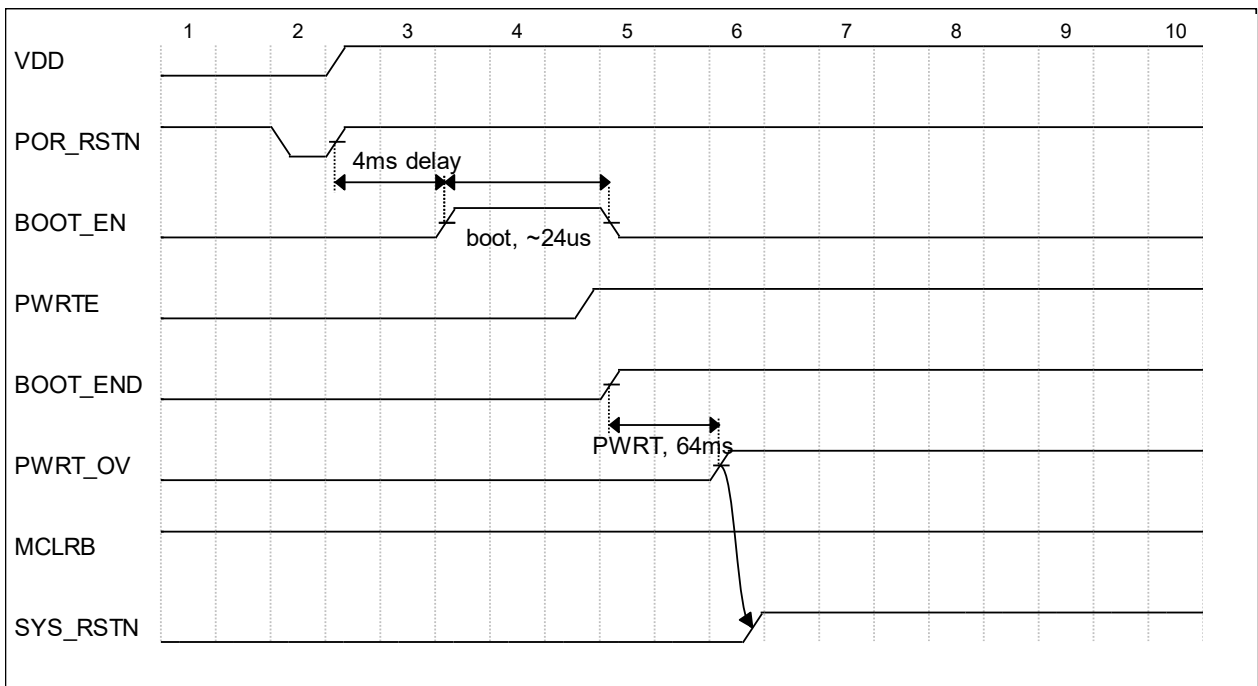 1 2 3 4 5 6 7 8 9 10
VDD
POR_RSTN
4ms delay
BOOT_EN
boot, ~24us
PWRTE
BOOT_END
PWRT, 64ms
PWRT_OV
MCLRB
SYS_RSTN